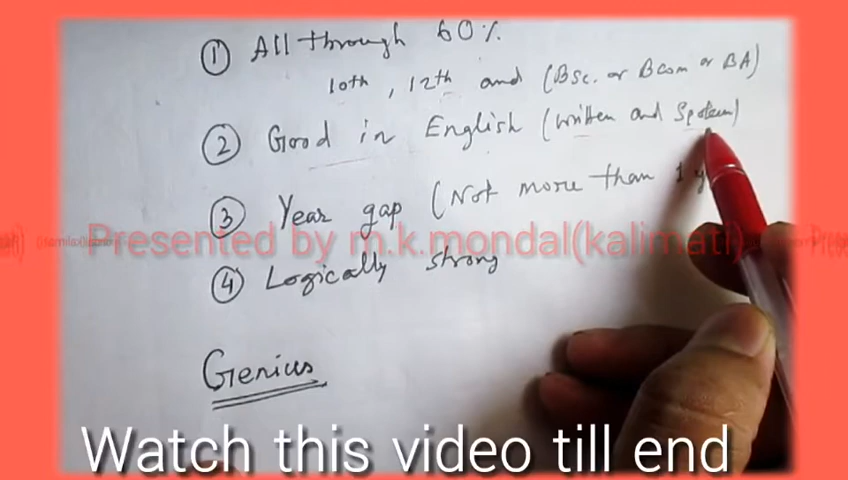 ① All through 60%
10th, 12th and (BSc. or BCom or BA)
② Good in English (written and Spoken)
③ Year gap (Not more than 1 y
Presented by m.k.mondal(kalimati)
④ Logically strong
Genius
Watch this video till end